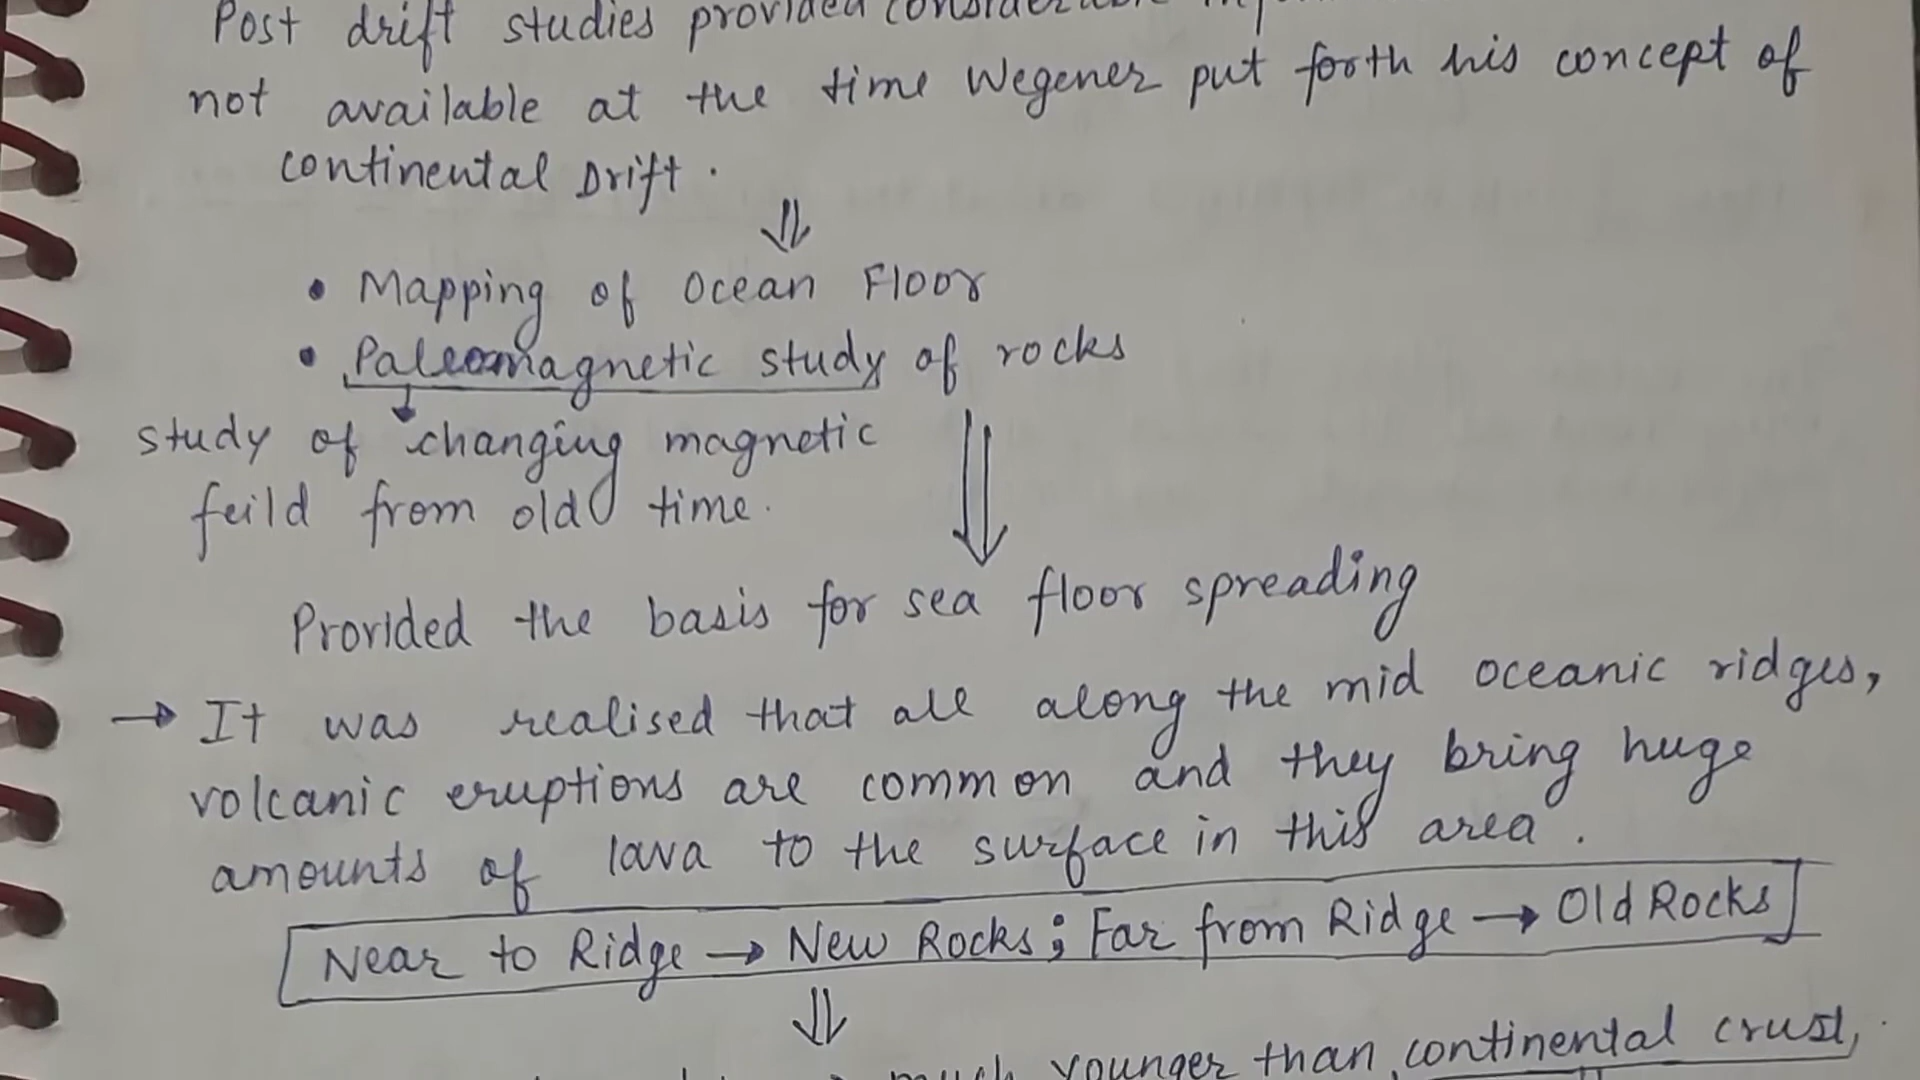 Post drift studies provided
not available at the time Wegener put forth his concept of
continental Drift.
⇓
• Mapping of Ocean Floor
• Paleomagnetic study of rocks
study of changing magnetic
feild from old time.
Provided the basis for sea floor spreading
→ It was realised that all along the mid oceanic ridges,
volcanic eruptions are common and they bring huge
amounts of lava to the surface in this area.
Near to Ridge → New Rocks; Far from Ridge → Old Rocks
⇓
much younger than continental crust,